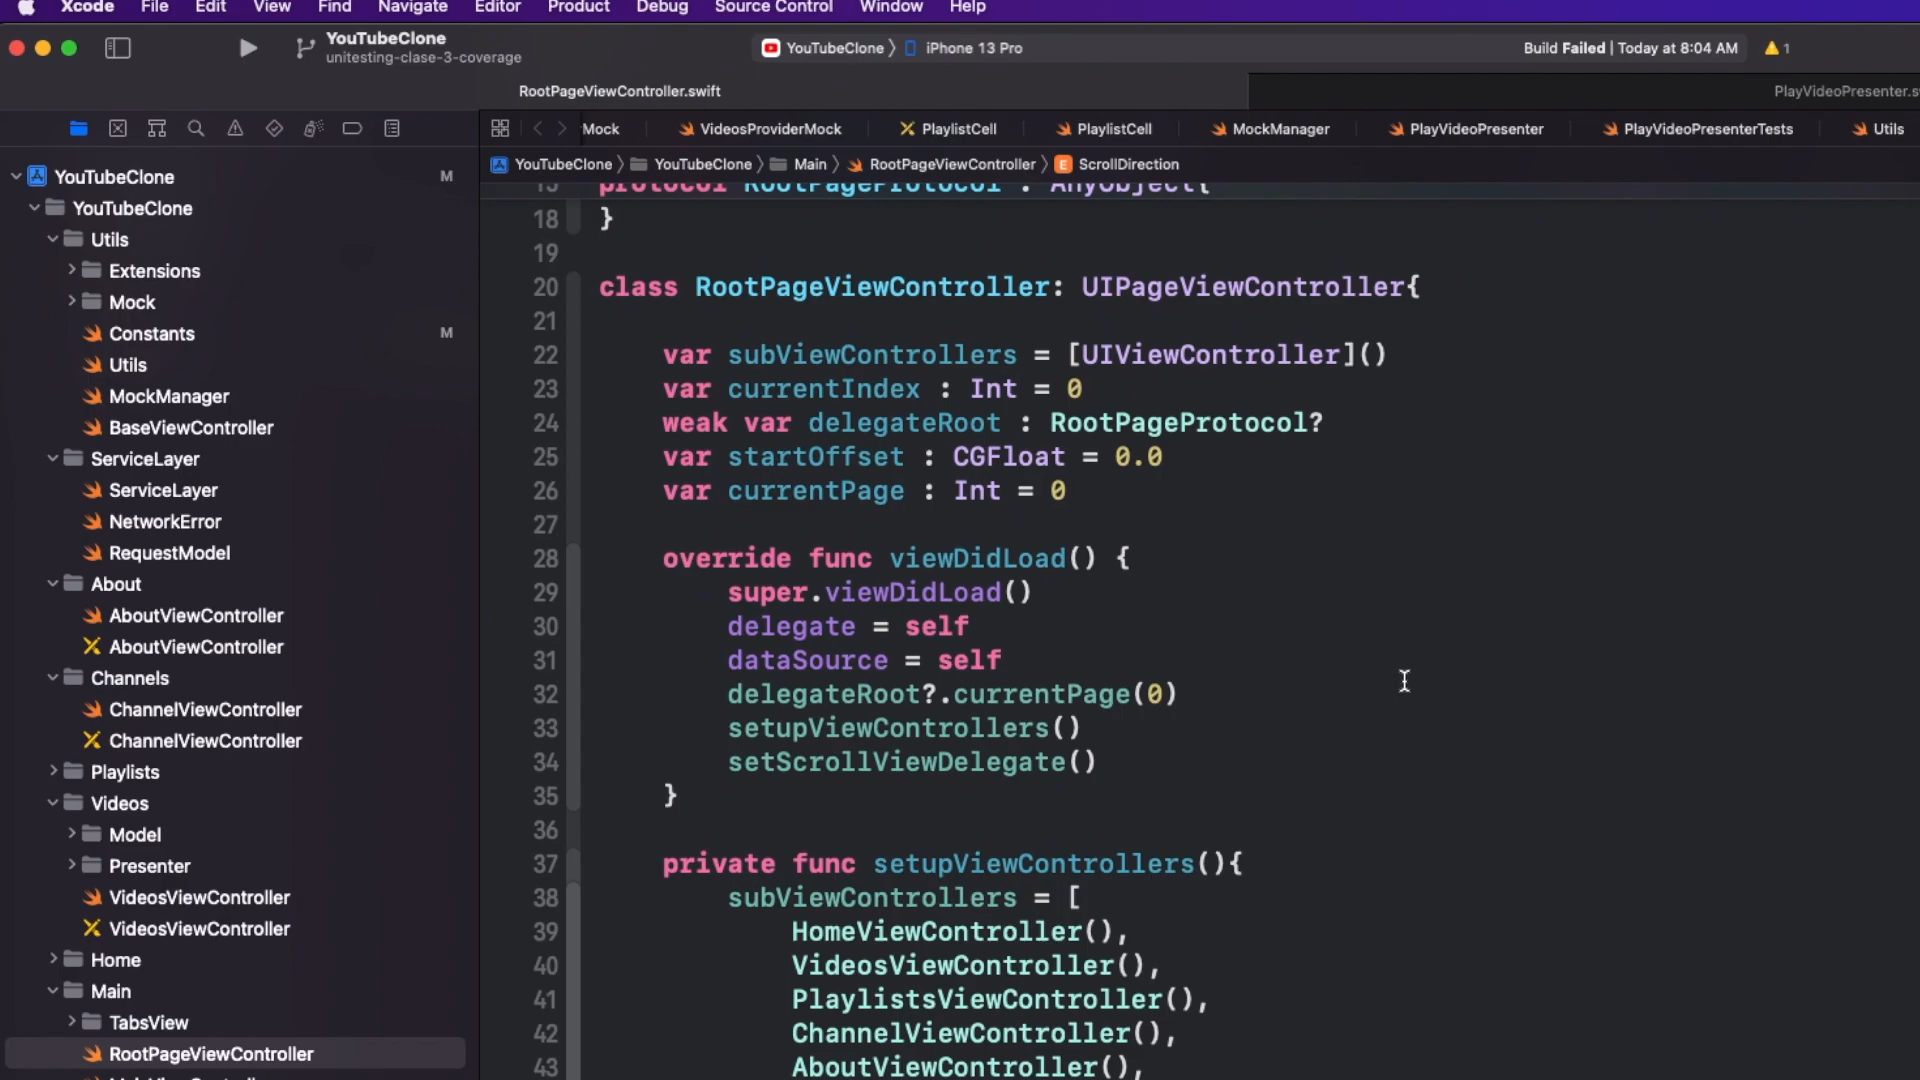 Xcode File Edit View Find Navigate Editor Product Debug Source Control Window Help
YouTubeClone
unitesting-clase-3-coverage
YouTubeClone iPhone 13 Pro
Build Failed | Today at 8:04 AM 1
RootPageViewController.swift
PlayVideoPresenter.s
Mock VideosProviderMock PlaylistCell PlaylistCell MockManager PlayVideoPresenter PlayVideoPresenterTests Utils
YouTubeClone YouTubeClone Main RootPageViewController E ScrollDirection
YouTubeClone M
YouTubeClone
Utils
Extensions
Mock
Constants M
Utils
MockManager
BaseViewController
ServiceLayer
ServiceLayer
NetworkError
RequestModel
About
AboutViewController
AboutViewController
Channels
ChannelViewController
ChannelViewController
Playlists
Videos
Model
Presenter
VideosViewController
VideosViewController
Home
Main
TabsView
RootPageViewController
protocol RootPageProtocol : AnyObject{
18 }
19
20 class RootPageViewController: UIPageViewController{
21
22 var subViewControllers = [UIViewController]()
23 var currentIndex : Int = 0
24 weak var delegateRoot : RootPageProtocol?
25 var startOffset : CGFloat = 0.0
26 var currentPage : Int = 0
27
28 override func viewDidLoad() {
29 super.viewDidLoad()
30 delegate = self
31 dataSource = self
32 delegateRoot?.currentPage(0)
33 setupViewControllers()
34 setScrollViewDelegate()
35 }
36
37 private func setupViewControllers(){
38 subViewControllers = [
39 HomeViewController(),
40 VideosViewController(),
41 PlaylistsViewController(),
42 ChannelViewController(),
43 AboutViewController(),